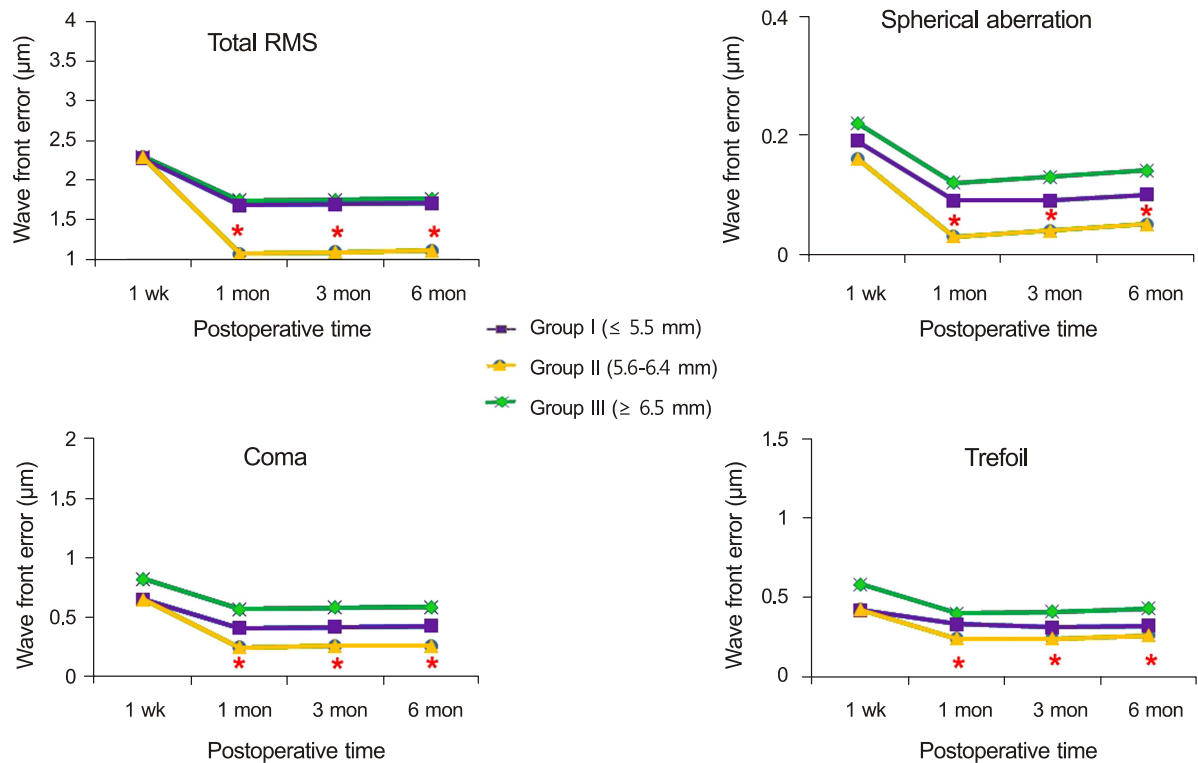 Total RMS
Wave front error (µm)
4
3.5
3
2.5
2
1.5
1
*
*
*
1 wk
1 mon
3 mon
6 mon
Postoperative time
Spherical aberration
Wave front error (µm)
0.4
0.2
0
*
*
*
1 wk
1 mon
3 mon
6 mon
Postoperative time
Group I (≤ 5.5 mm)
Group II (5.6-6.4 mm)
Group III (≥ 6.5 mm)
Coma
Wave front error (µm)
2
1.5
1
0.5
0
*
*
*
1 wk
1 mon
3 mon
6 mon
Postoperative time
Trefoil
Wave front error (µm)
1.5
1
0.5
0
*
*
*
1 wk
1 mon
3 mon
6 mon
Postoperative time